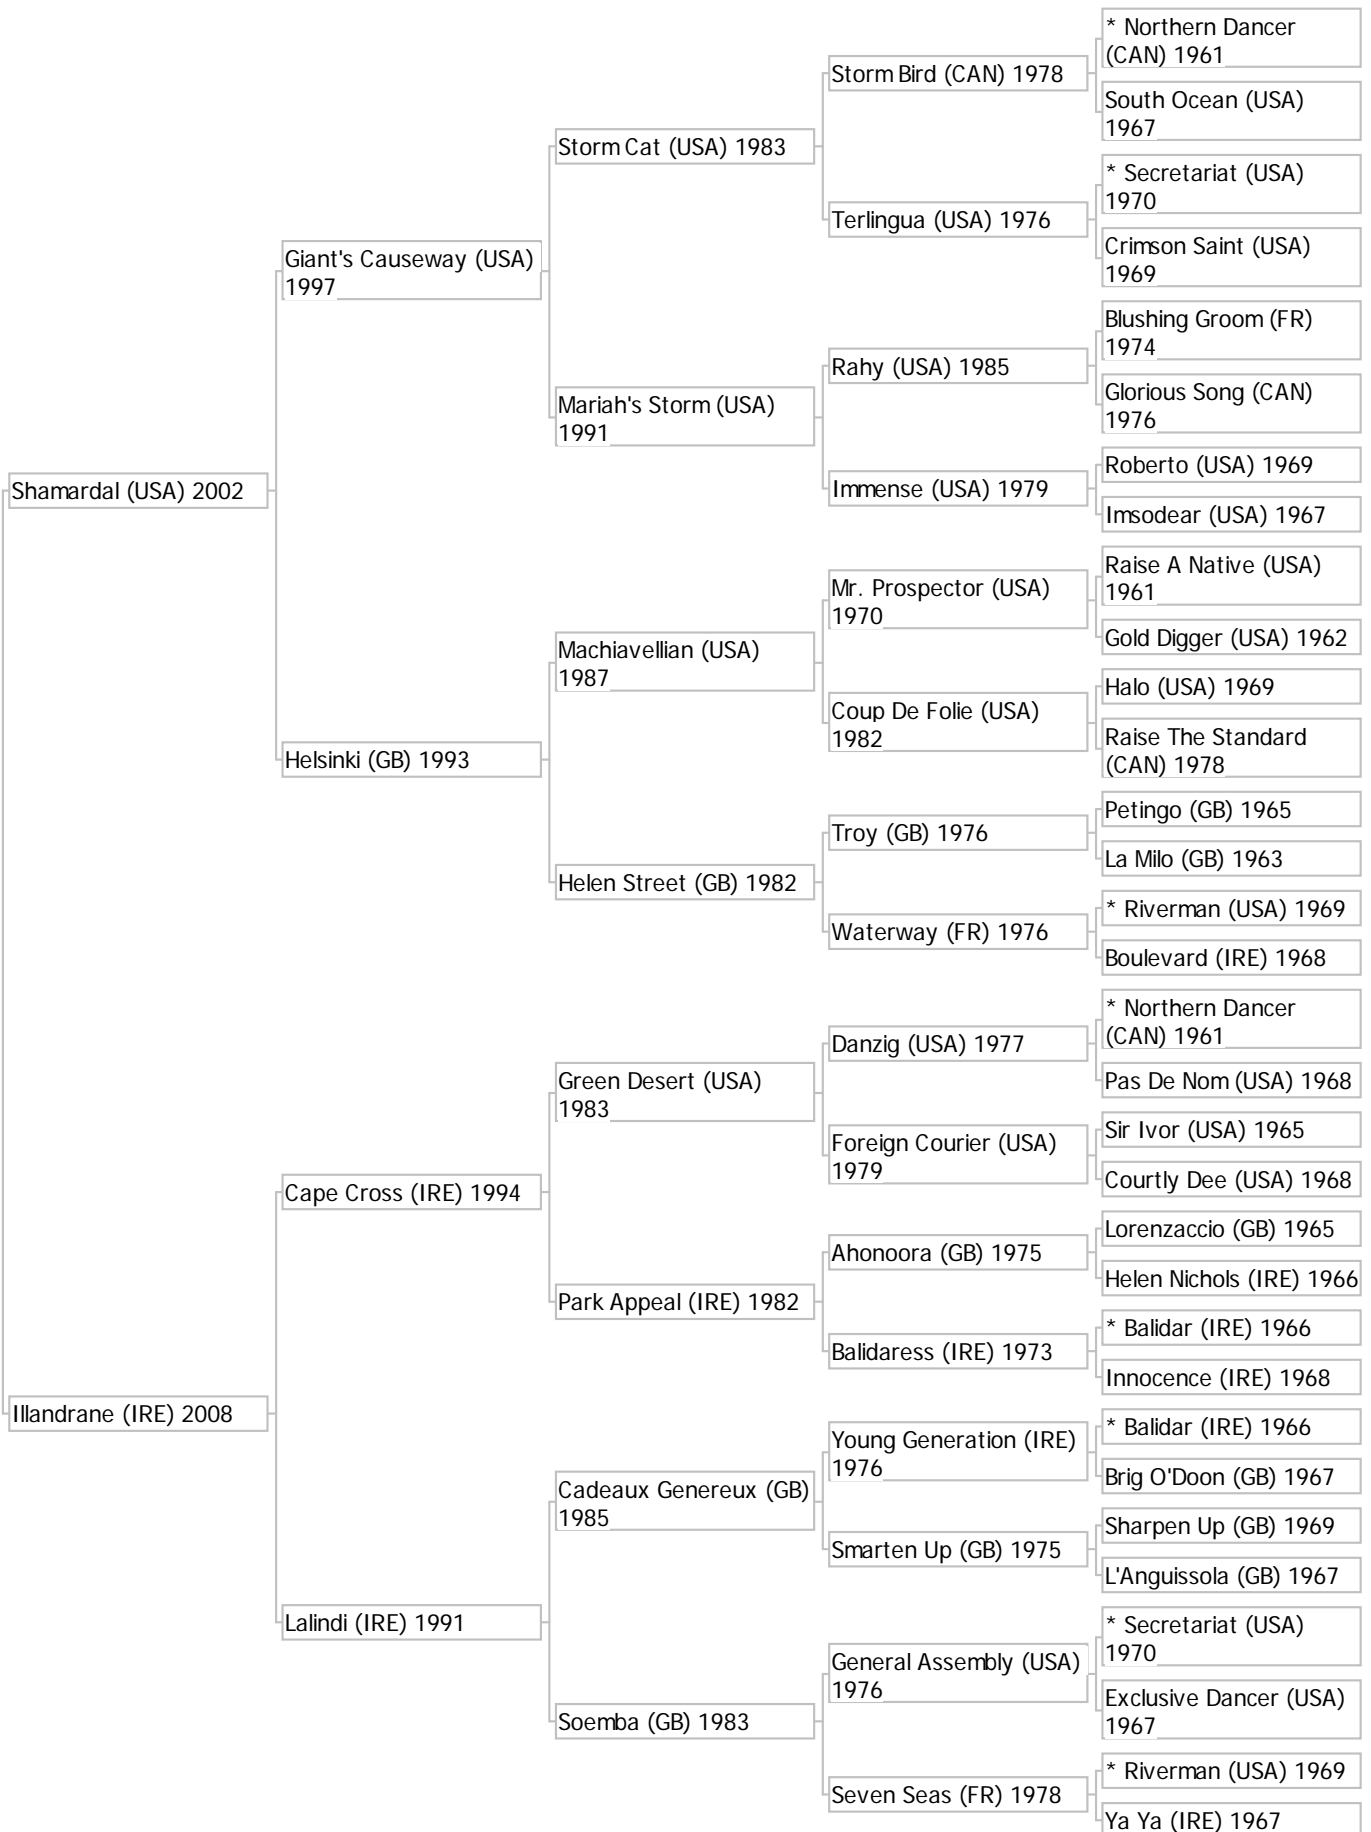 * Northern Dancer
(CAN) 1961
Storm Bird (CAN) 1978
South Ocean (USA)
1967
Storm Cat (USA) 1983
* Secretariat (USA)
1970
Terlingua (USA) 1976
Crimson Saint (USA)
1969
Giant's Causeway (USA)
1997
Blushing Groom (FR)
1974
Rahy (USA) 1985
Glorious Song (CAN)
1976
Mariah's Storm (USA)
1991
Roberto (USA) 1969
Immense (USA) 1979
Imsodear (USA) 1967
Shamardal (USA) 2002
Raise A Native (USA)
1961
Mr. Prospector (USA)
1970
Gold Digger (USA) 1962
Machiavellian (USA)
1987
Halo (USA) 1969
Coup De Folie (USA)
1982
Raise The Standard
(CAN) 1978
Helsinki (GB) 1993
Petingo (GB) 1965
Troy (GB) 1976
La Milo (GB) 1963
Helen Street (GB) 1982
* Riverman (USA) 1969
Waterway (FR) 1976
Boulevard (IRE) 1968
* Northern Dancer
(CAN) 1961
Danzig (USA) 1977
Pas De Nom (USA) 1968
Green Desert (USA)
1983
Sir Ivor (USA) 1965
Foreign Courier (USA)
1979
Courtly Dee (USA) 1968
Cape Cross (IRE) 1994
Lorenzaccio (GB) 1965
Ahonoora (GB) 1975
Helen Nichols (IRE) 1966
Park Appeal (IRE) 1982
* Balidar (IRE) 1966
Balidaress (IRE) 1973
Innocence (IRE) 1968
Illandrane (IRE) 2008
* Balidar (IRE) 1966
Young Generation (IRE)
1976
Brig O'Doon (GB) 1967
Cadeaux Genereux (GB)
1985
Sharpen Up (GB) 1969
Smarten Up (GB) 1975
L'Anguissola (GB) 1967
Lalindi (IRE) 1991
* Secretariat (USA)
1970
General Assembly (USA)
1976
Exclusive Dancer (USA)
1967
Soemba (GB) 1983
* Riverman (USA) 1969
Seven Seas (FR) 1978
Ya Ya (IRE) 1967